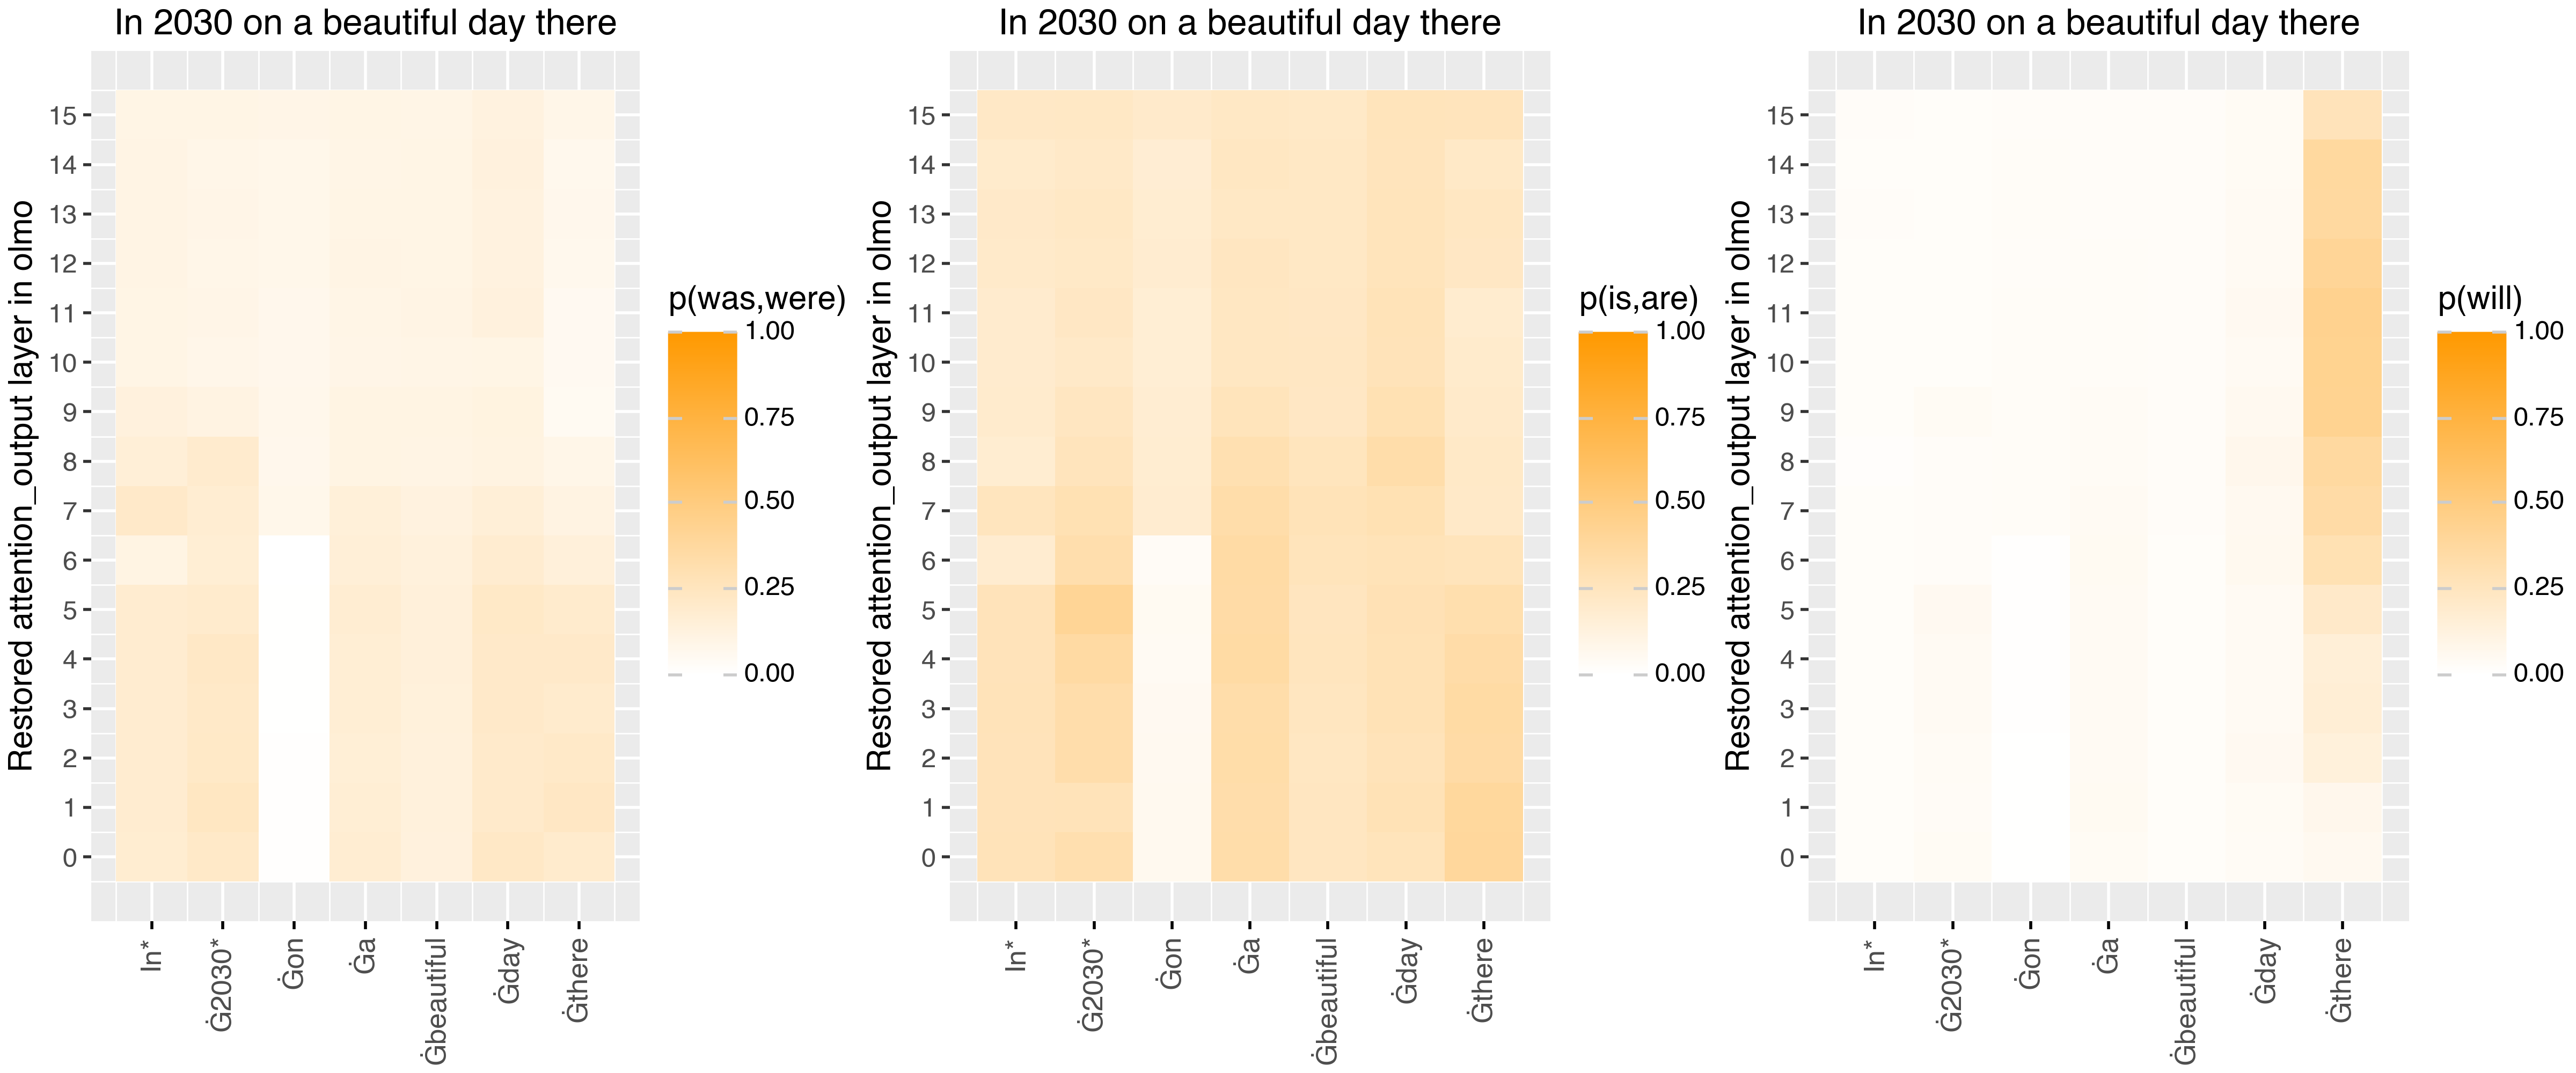 In 2030 on a beautiful day there
Restored attention_output layer in olmo
15
14
13
12
11
10
9
8
7
6
5
4
3
2
1
0
In*
Ġ2030*
Ġon
Ġa
Ġbeautiful
Ġday
Ġthere
p(was,were)
1.00
0.75
0.50
0.25
0.00
In 2030 on a beautiful day there
Restored attention_output layer in olmo
15
14
13
12
11
10
9
8
7
6
5
4
3
2
1
0
In*
Ġ2030*
Ġon
Ġa
Ġbeautiful
Ġday
Ġthere
p(is,are)
1.00
0.75
0.50
0.25
0.00
In 2030 on a beautiful day there
Restored attention_output layer in olmo
15
14
13
12
11
10
9
8
7
6
5
4
3
2
1
0
In*
Ġ2030*
Ġon
Ġa
Ġbeautiful
Ġday
Ġthere
p(will)
1.00
0.75
0.50
0.25
0.00